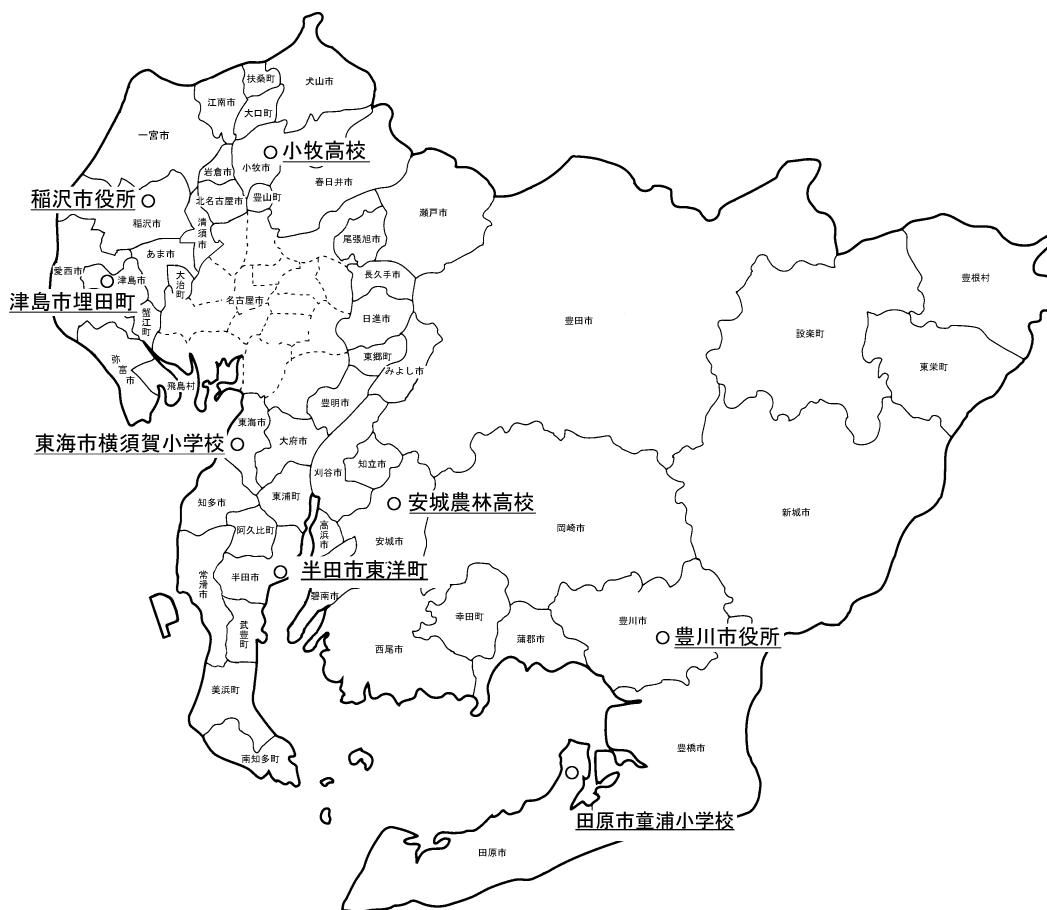 扶桑町
犬山市
江南市
大口町
一宮市
小牧高校
岩倉市
小牧市
春日井市
稲沢市役所
北名古屋市
豊山町
瀬戸市
稲沢市
清須市
尾張旭市
あま市
愛西市
津島市
大治町
長久手市
豊根村
津島市埋田町
名古屋市
蟹江町
日進市
豊田市
設楽町
弥富市
飛島村
東郷町
みよし市
東栄町
豊明市
東海市
大府市
東海市横須賀小学校
刈谷市
知立市
知多市
東浦町
安城農林高校
新城市
阿久比町
高浜市
安城市
岡崎市
常滑市
半田市
半田市東洋町
碧南市
武豊町
幸田町
豊川市
豊川市役所
西尾市
蒲郡市
美浜町
南知多町
豊橋市
田原市童浦小学校
田原市